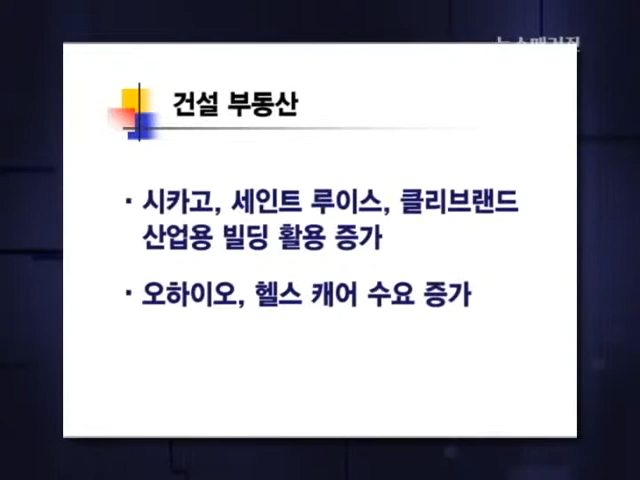 건설 부동산
· 시카고, 세인트 루이스, 클리브랜드
산업용 빌딩 활용 증가
· 오하이오, 헬스 캐어 수요 증가